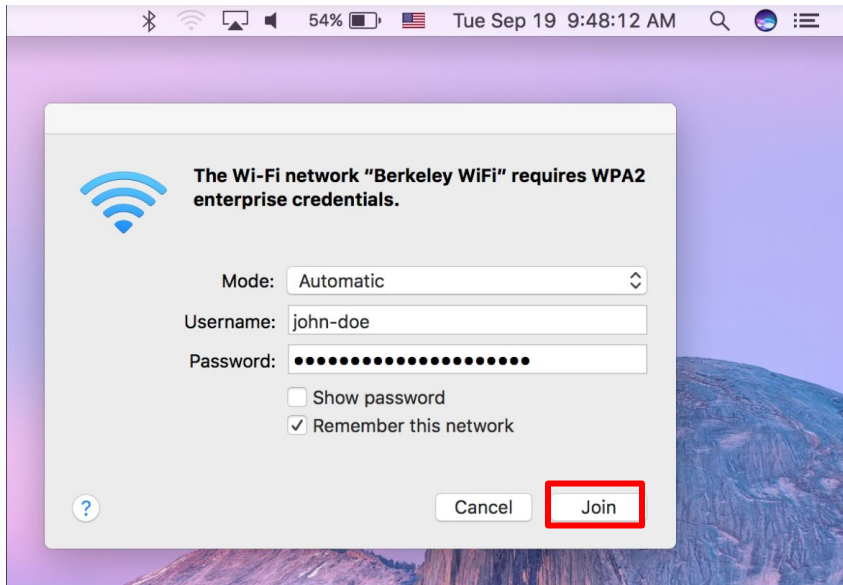 54% Tue Sep 19 9:48:12 AM
The Wi-Fi network “Berkeley WiFi” requires WPA2
enterprise credentials.
Mode: Automatic
Username: john-doe
Password: •••••••••••••••••••••
Show password
Remember this network
? Cancel Join